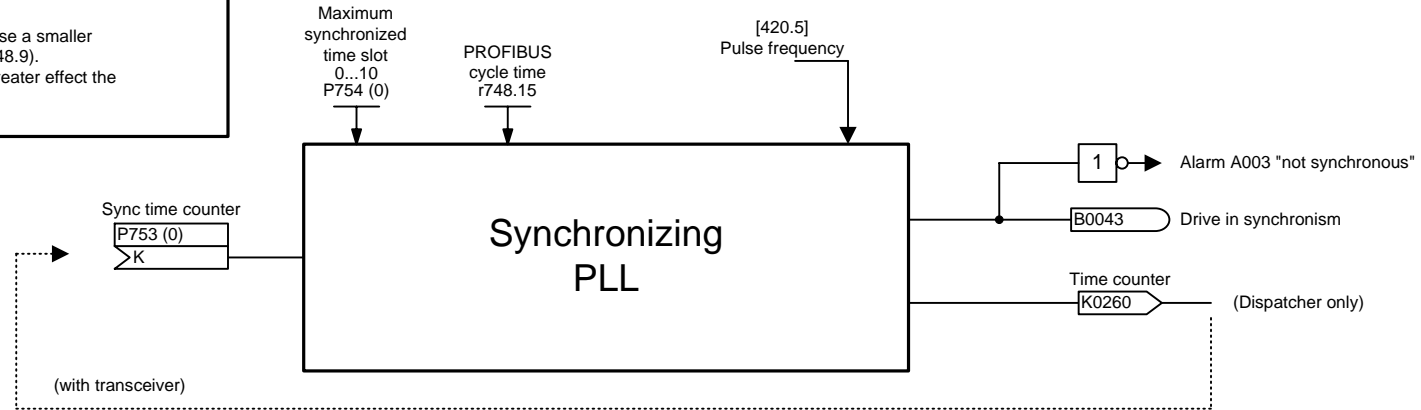 se a smaller
48.9).
eater effect the
Maximum
synchronized
time slot
0...10
P754 (0)
PROFIBUS
cycle time
r748.15
[420.5]
Pulse frequency
Sync time counter
P753 (0)
K
Synchronizing
PLL
1
Alarm A003 "not synchronous"
B0043
Drive in synchronism
Time counter
K0260
(Dispatcher only)
(with transceiver)